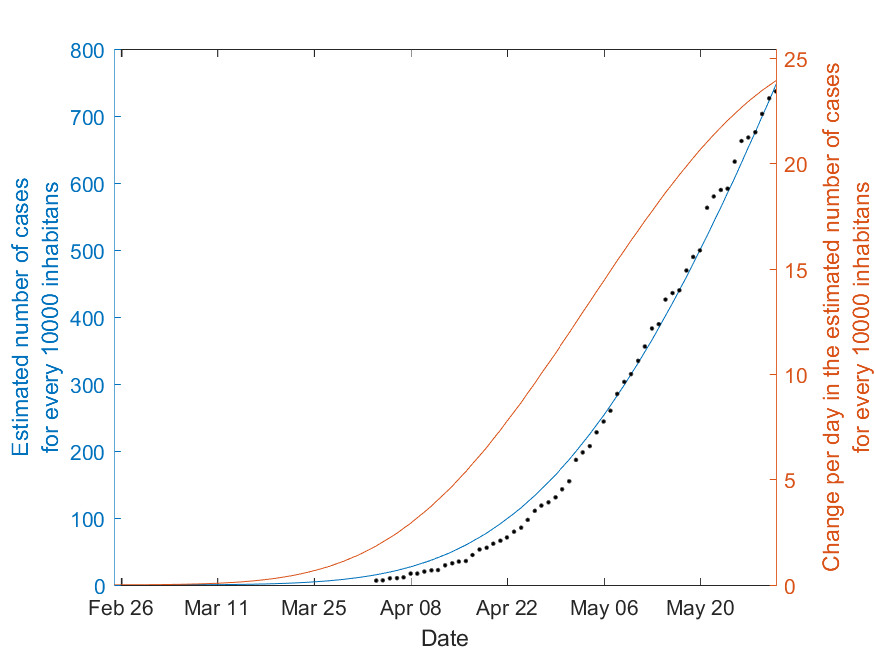 800
700
600
500
400
300
200
100
0
Estimated number of cases
for every 10000 inhabitans
25
20
15
10
5
0
Change per day in the estimated number of cases
for every 10000 inhabitans
Feb 26 Mar 11 Mar 25 Apr 08 Apr 22 May 06 May 20
Date